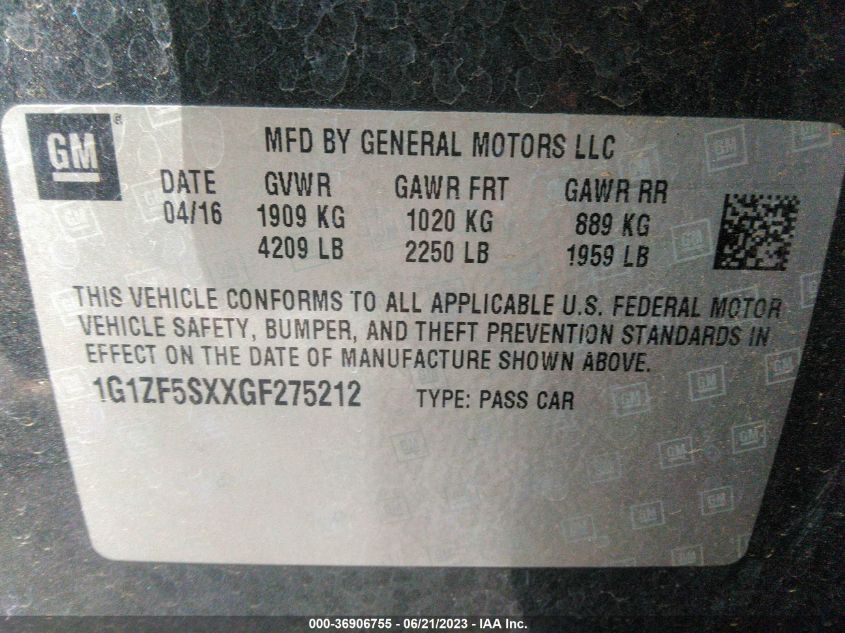 GM
MFD BY GENERAL MOTORS LLC
DATE GVWR GAWR FRT GAWR RR
04/16 1909 KG 1020 KG 889 KG
4209 LB 2250 LB 1959 LB
THIS VEHICLE CONFORMS TO ALL APPLICABLE U.S. FEDERAL MOTOR
VEHICLE SAFETY, BUMPER, AND THEFT PREVENTION STANDARDS IN
EFFECT ON THE DATE OF MANUFACTURE SHOWN ABOVE.
1G1ZF5SXXGF275212 TYPE: PASS CAR
000-36906755 - 06/21/2023 - IAA Inc.